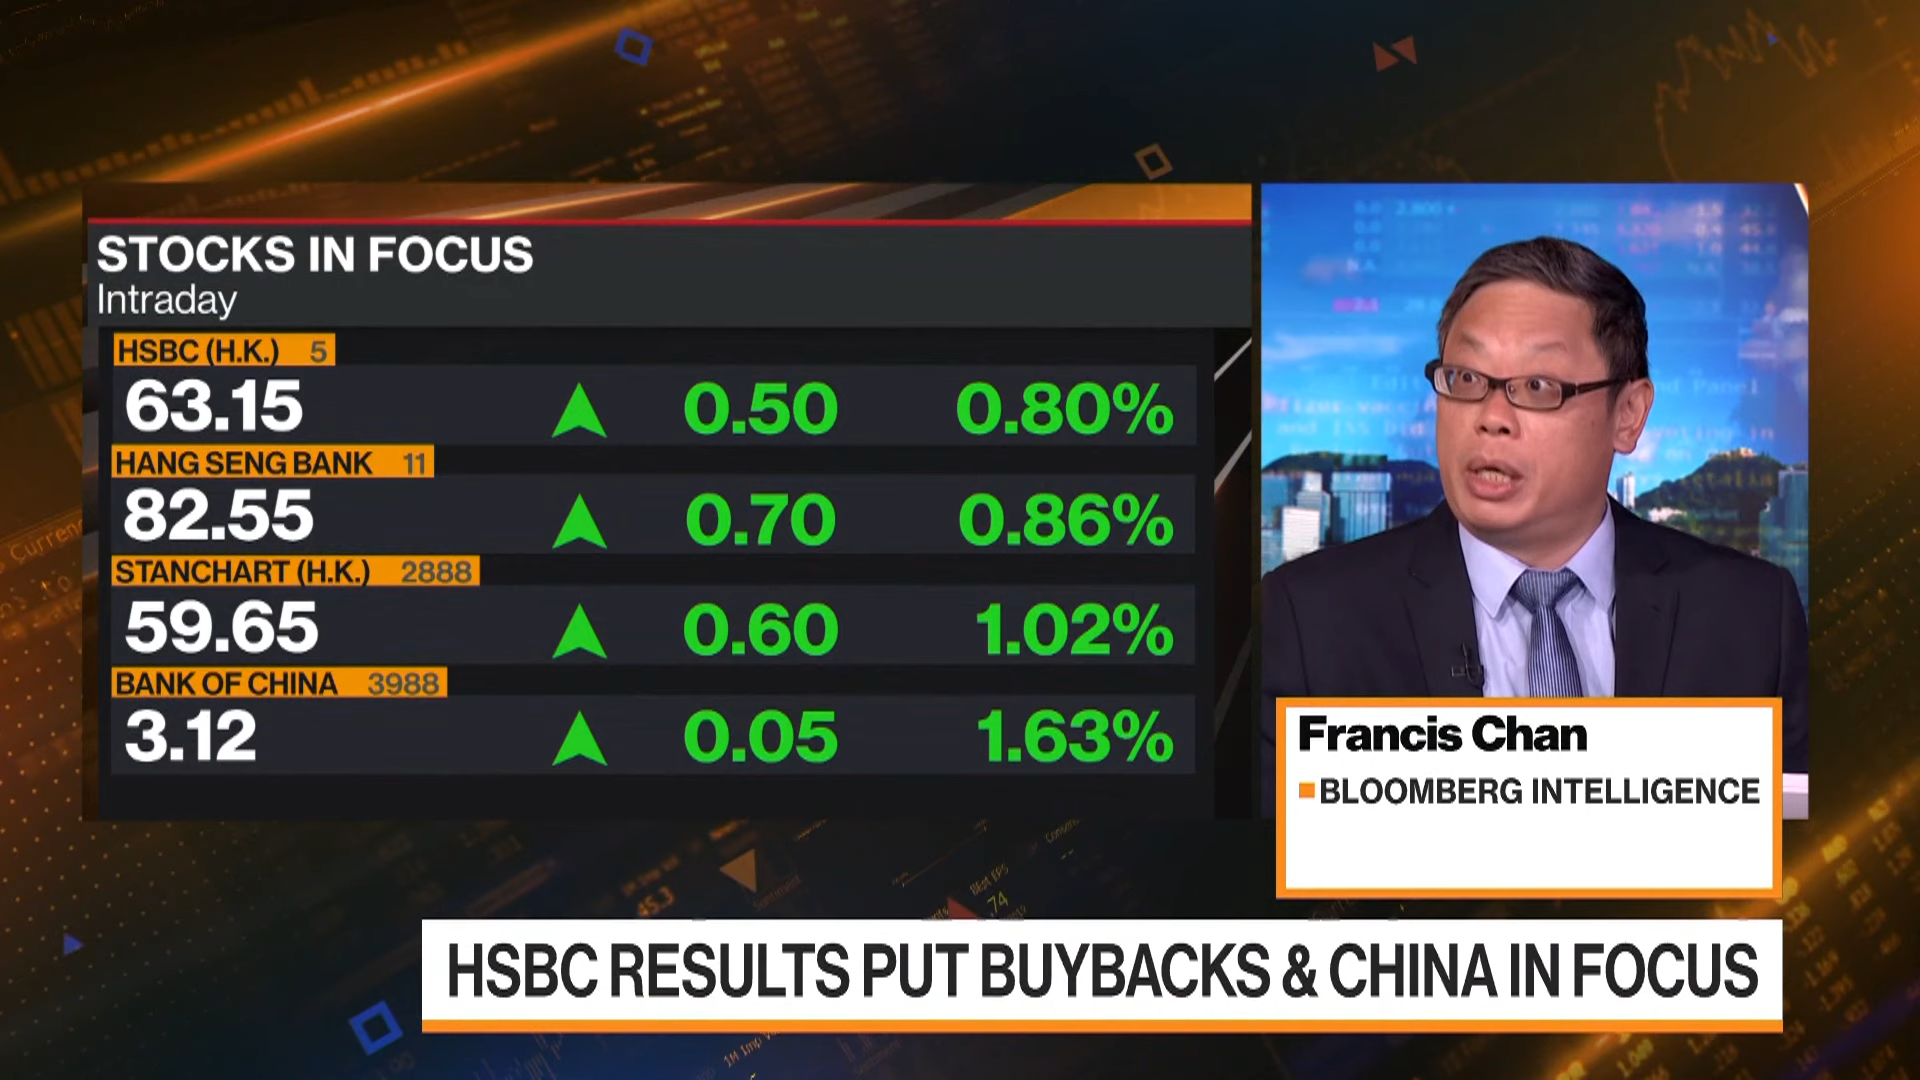 STOCKS IN FOCUS
Intraday
HSBC (H.K.) 5
63.15 ▲ 0.50 0.80%
HANG SENG BANK 11
82.55 ▲ 0.70 0.86%
STANCHART (H.K.) 2888
59.65 ▲ 0.60 1.02%
BANK OF CHINA 3988
3.12 ▲ 0.05 1.63%
Francis Chan
BLOOMBERG INTELLIGENCE
HSBC RESULTS PUT BUYBACKS & CHINA IN FOCUS